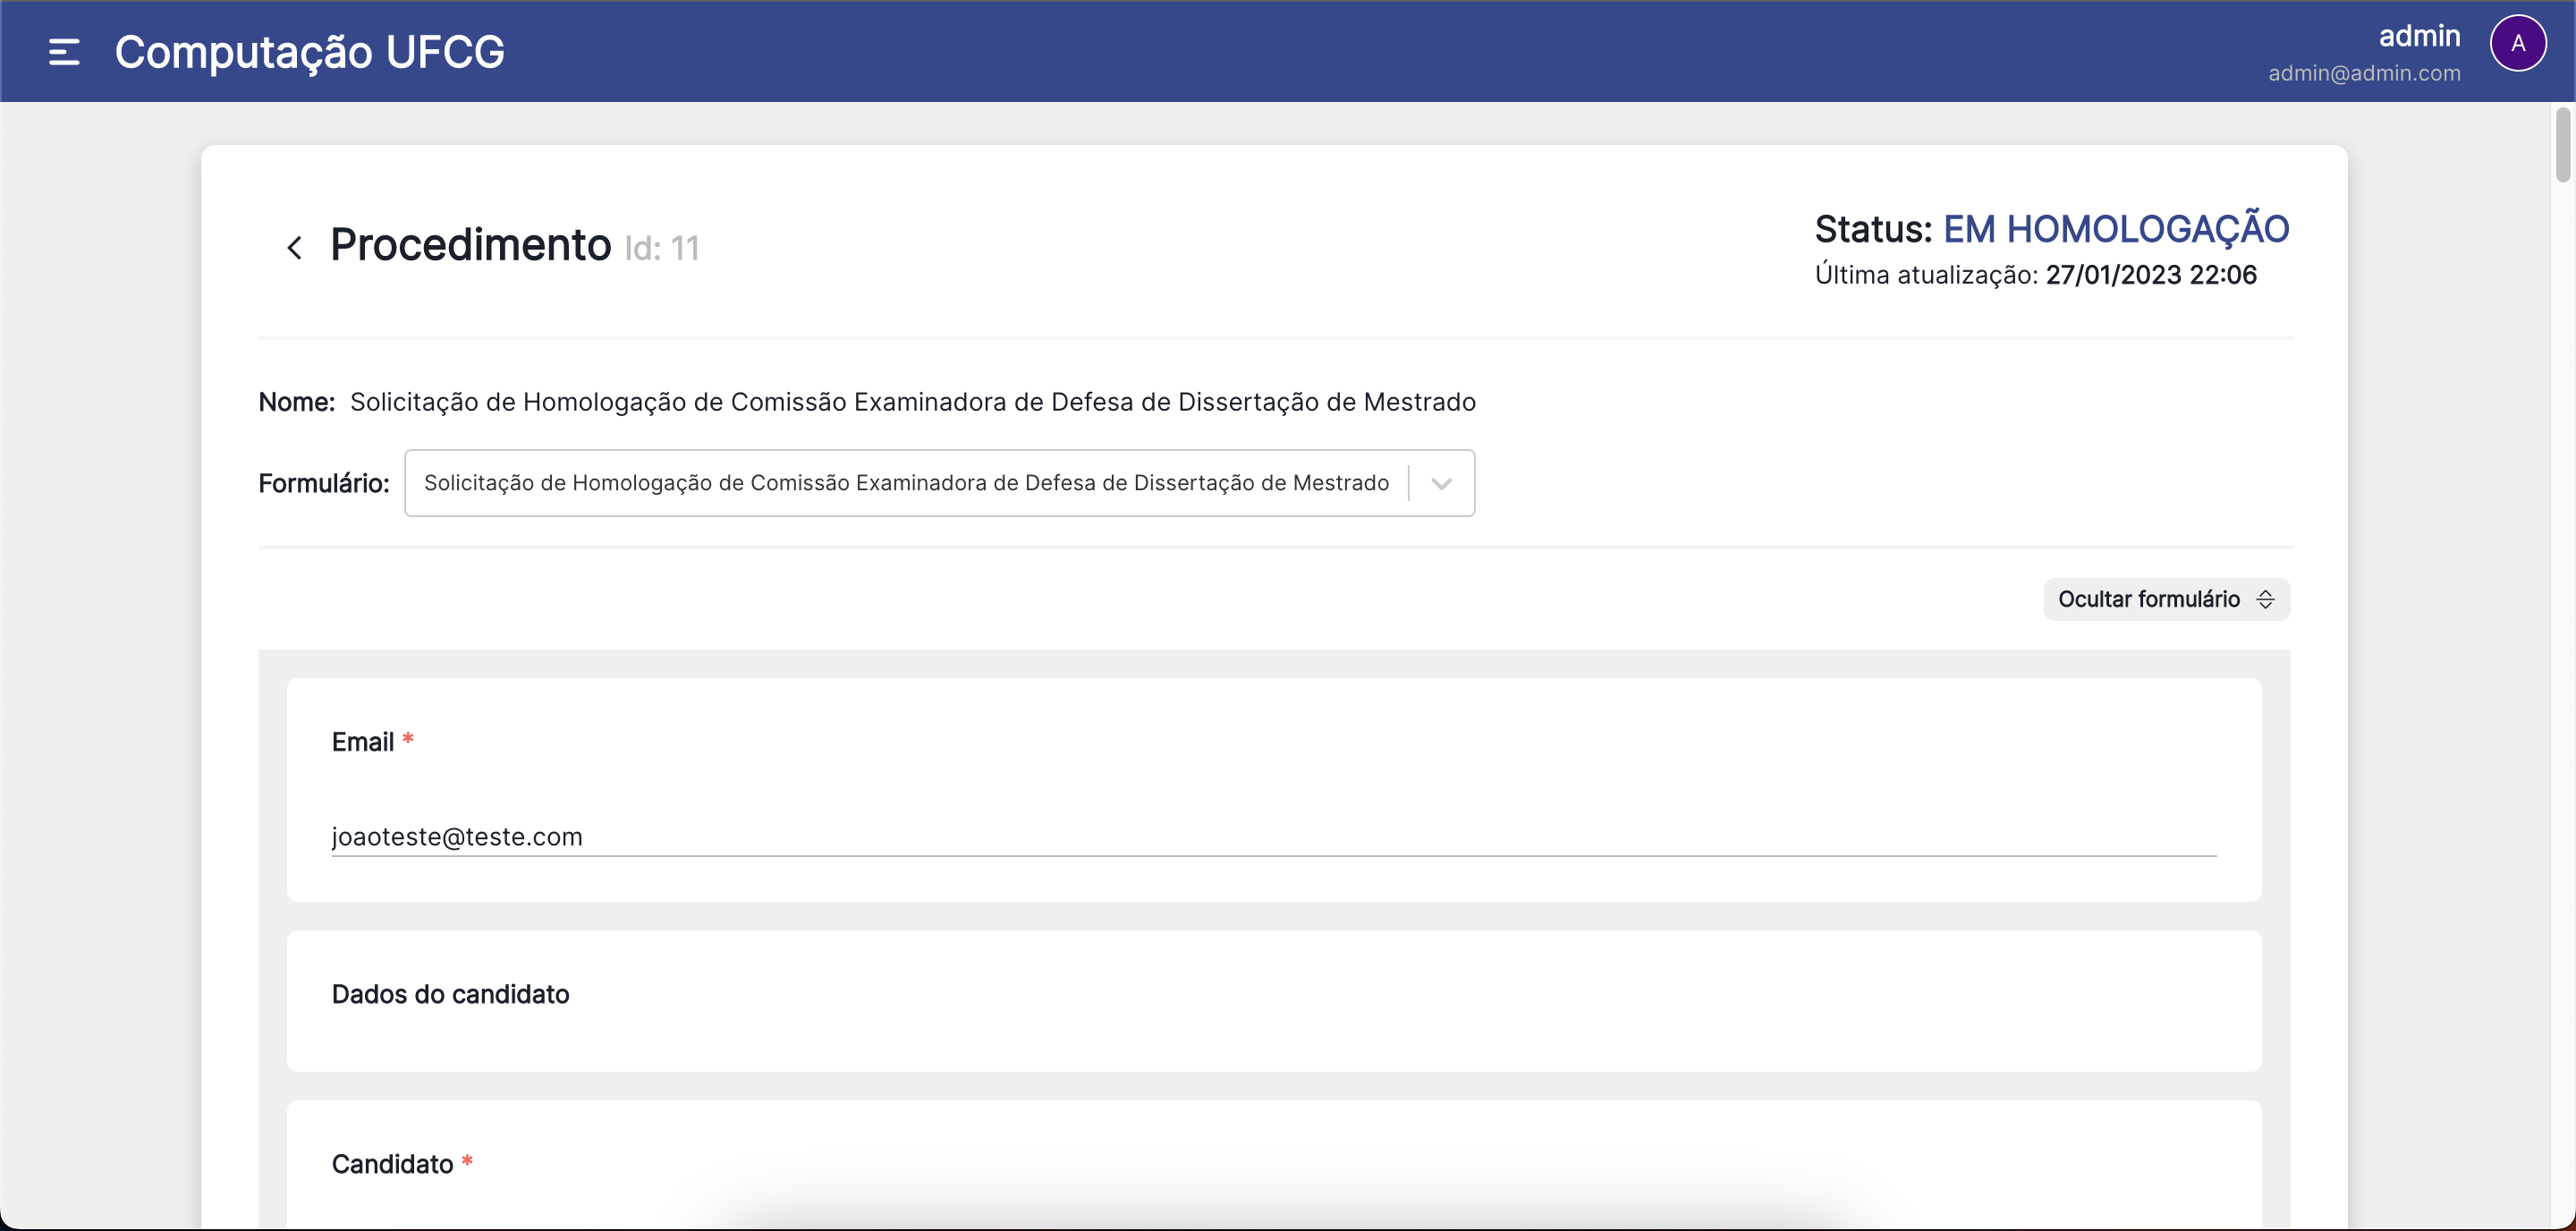 Computação UFCG
admin
admin@admin.com
A
Procedimento Id: 11
Status: EM HOMOLOGAÇÃO
Última atualização: 27/01/2023 22:06
Nome: Solicitação de Homologação de Comissão Examinadora de Defesa de Dissertação de Mestrado
Formulário: Solicitação de Homologação de Comissão Examinadora de Defesa de Dissertação de Mestrado
Ocultar formulário
Email *
joaoteste@teste.com
Dados do candidato
Candidato *